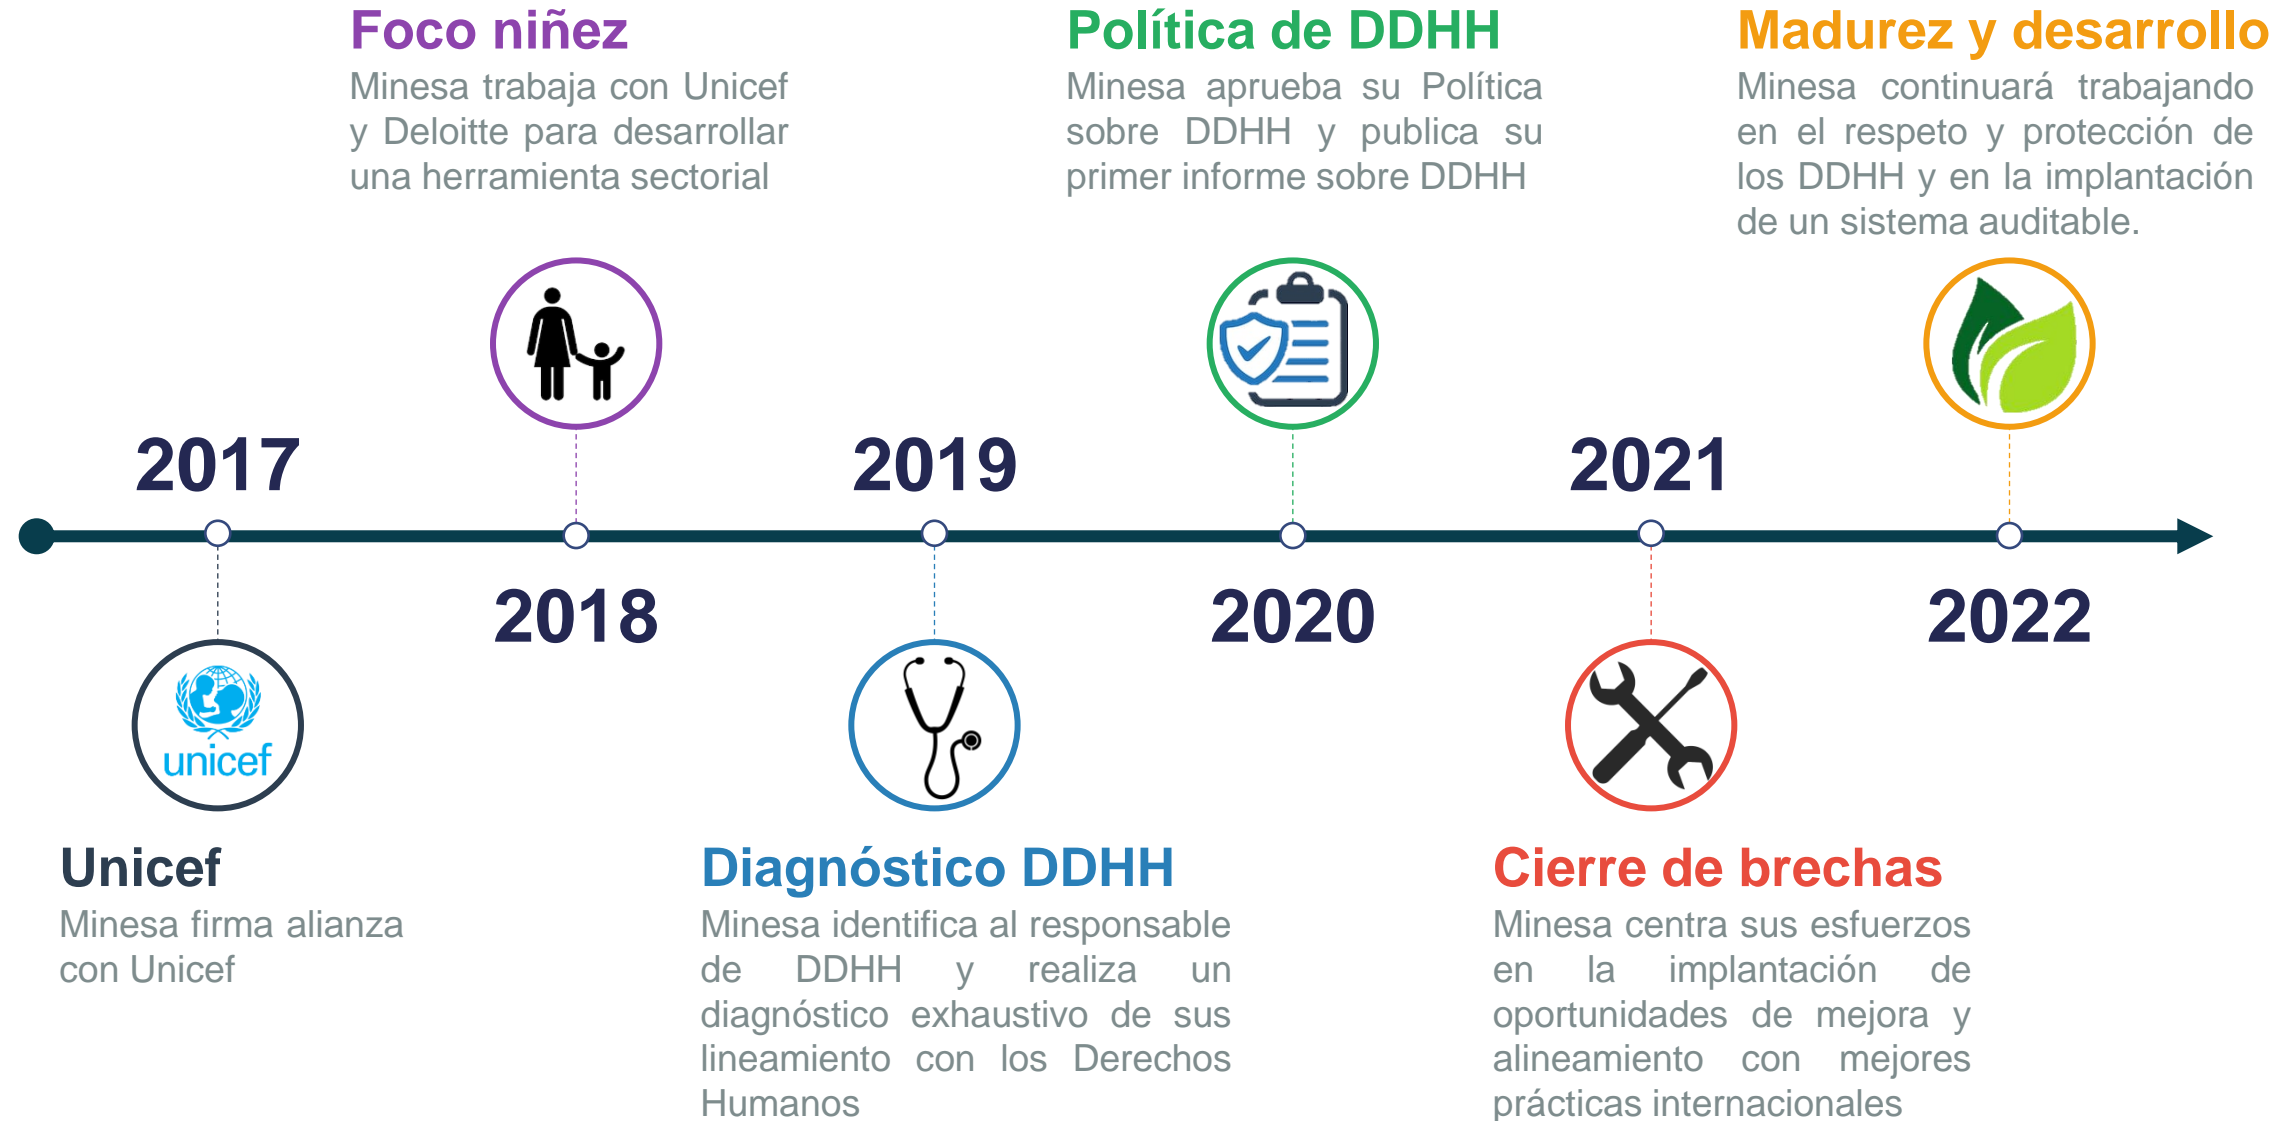 Foco niñez
Minesa trabaja con Unicef
y Deloitte para desarrollar
una herramienta sectorial
Política de DDHH
Minesa aprueba su Política
sobre DDHH y publica su
primer informe sobre DDHH
Madurez y desarrollo
Minesa continuará trabajando
en el respeto y protección de
los DDHH y en la implantación
de un sistema auditable.
2017
2019
2021
2018
2020
2022
unicef
Unicef
Minesa firma alianza
con Unicef
Diagnóstico DDHH
Minesa identifica al responsable
de DDHH y realiza un
diagnóstico exhaustivo de sus
lineamiento con los Derechos
Humanos
Cierre de brechas
Minesa centra sus esfuerzos
en la implantación de
oportunidades de mejora y
alineamiento con mejores
prácticas internacionales